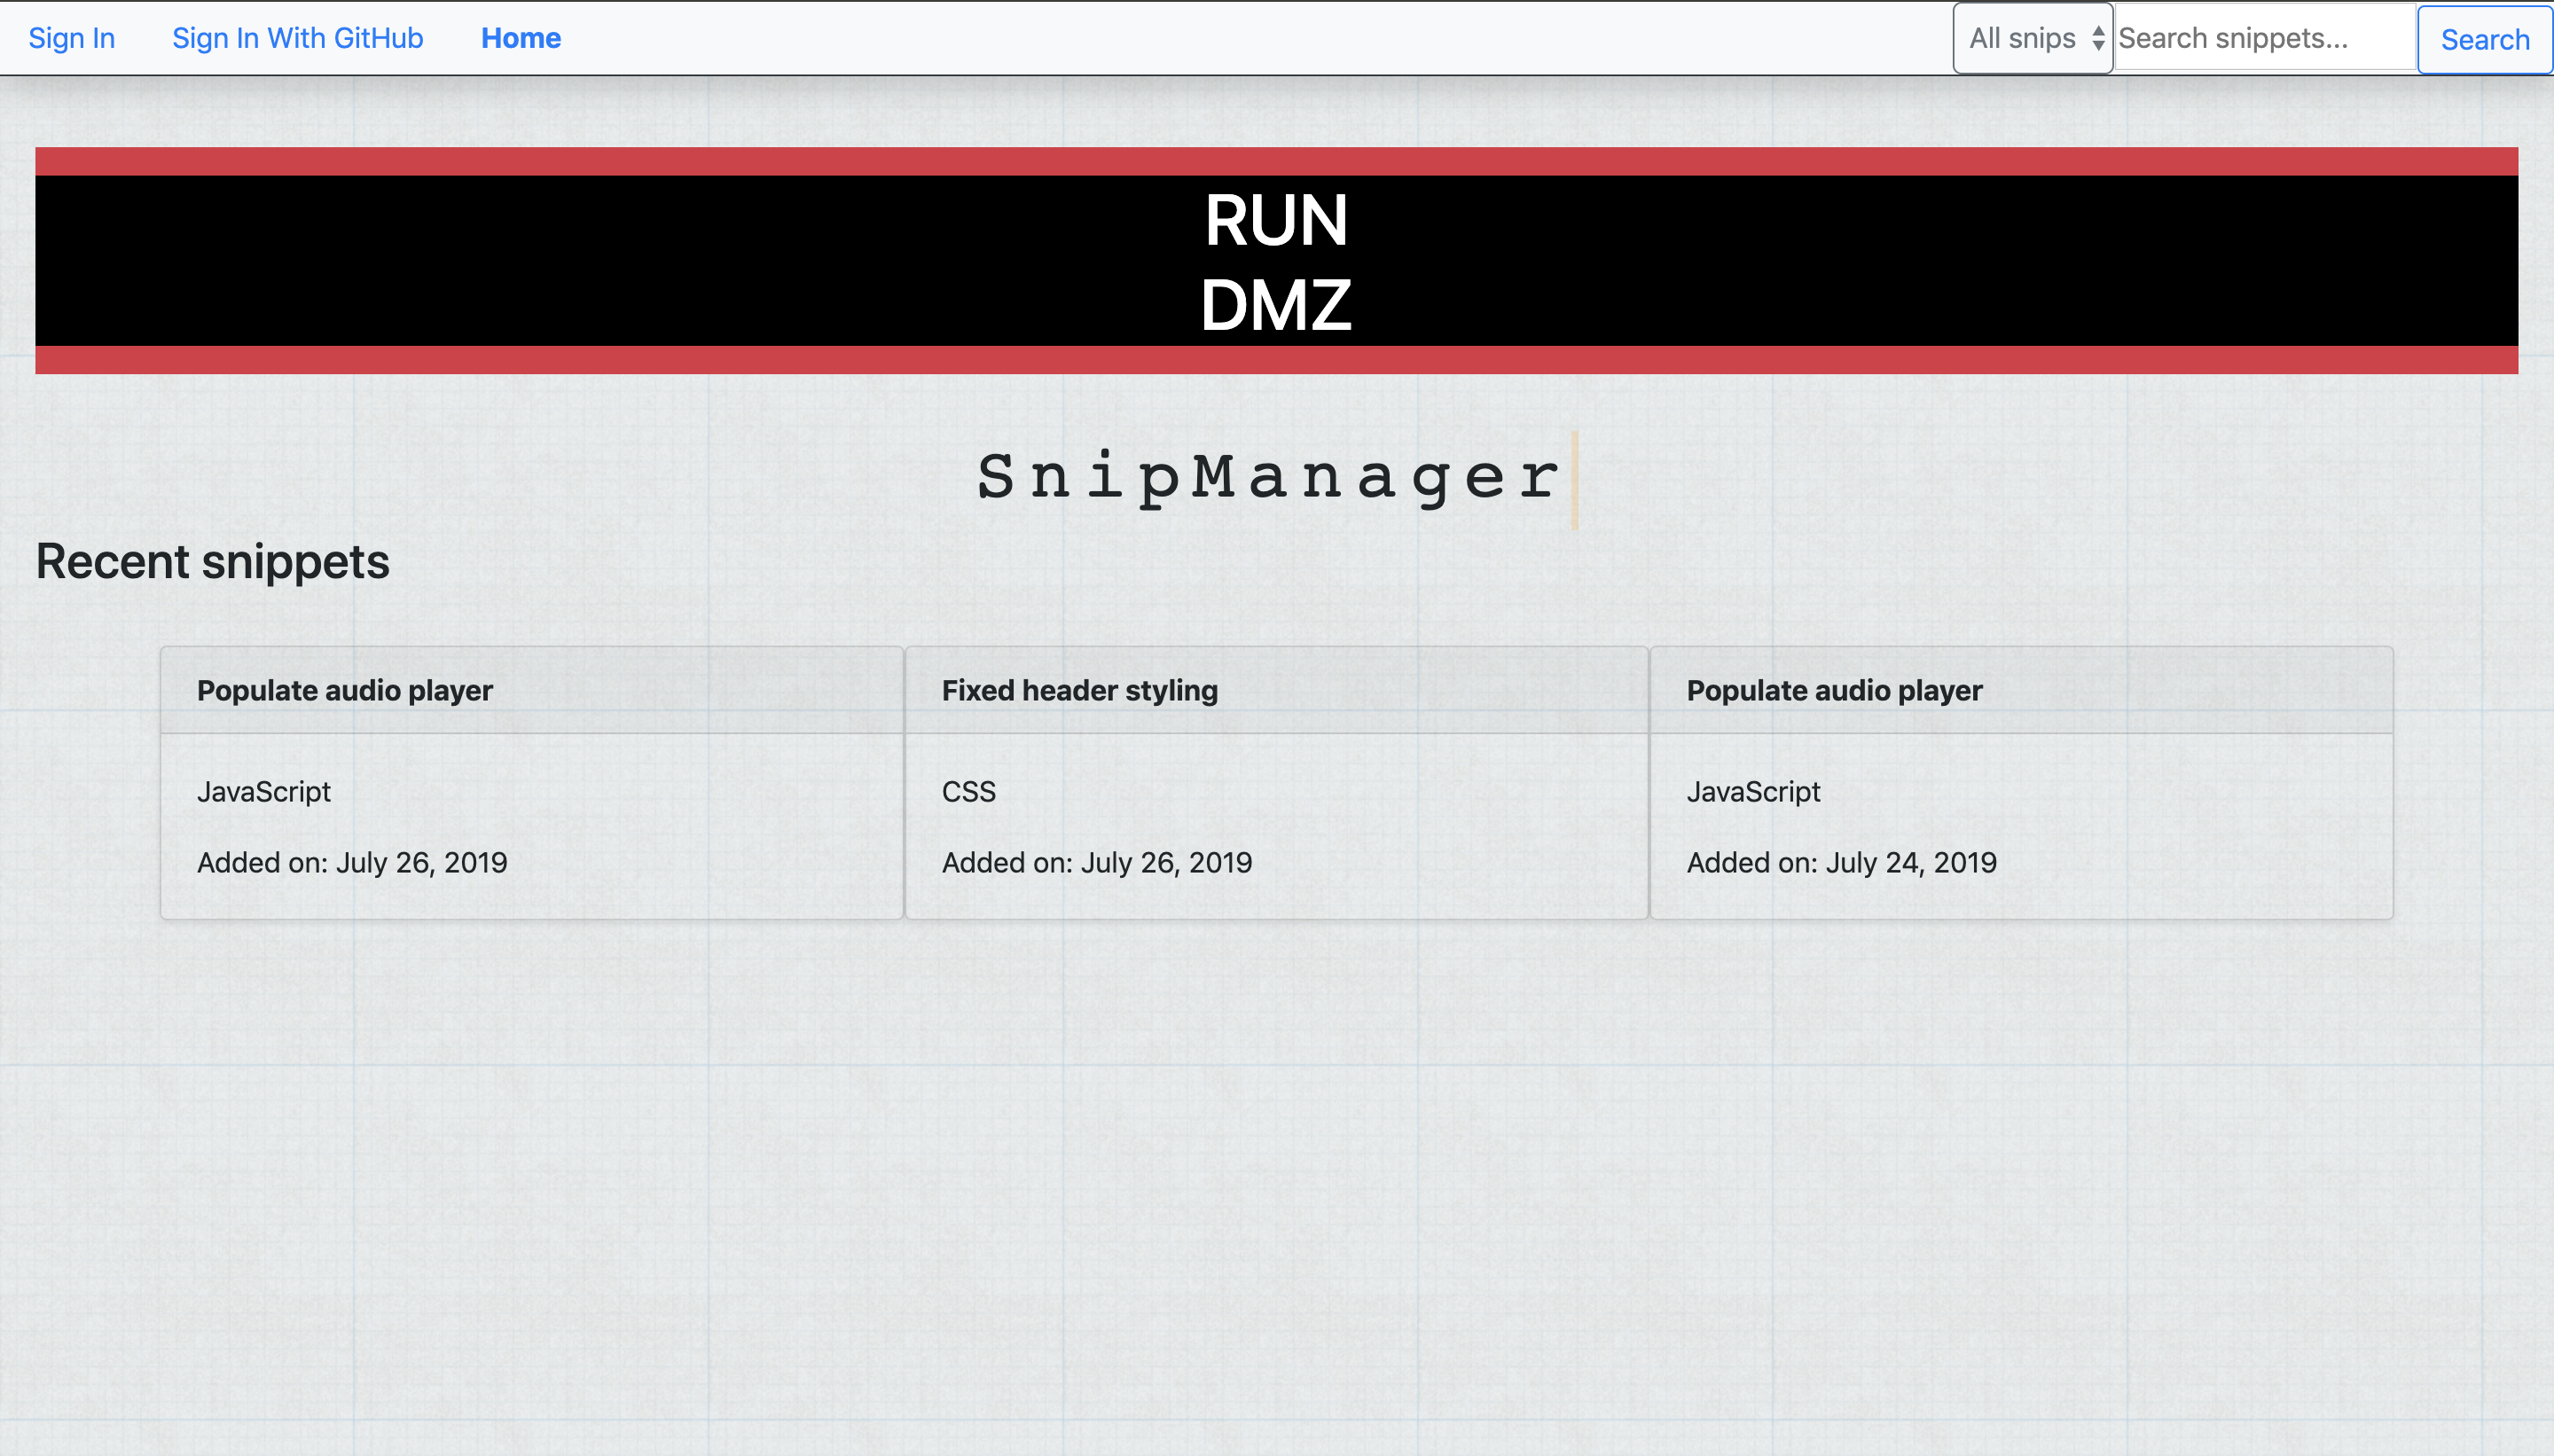 Sign In Sign In With GitHub Home All snips Search snippets... Search
RUN
DMZ
SnipManager
Recent snippets
Populate audio player
JavaScript
Added on: July 26, 2019
Fixed header styling
CSS
Added on: July 26, 2019
Populate audio player
JavaScript
Added on: July 24, 2019